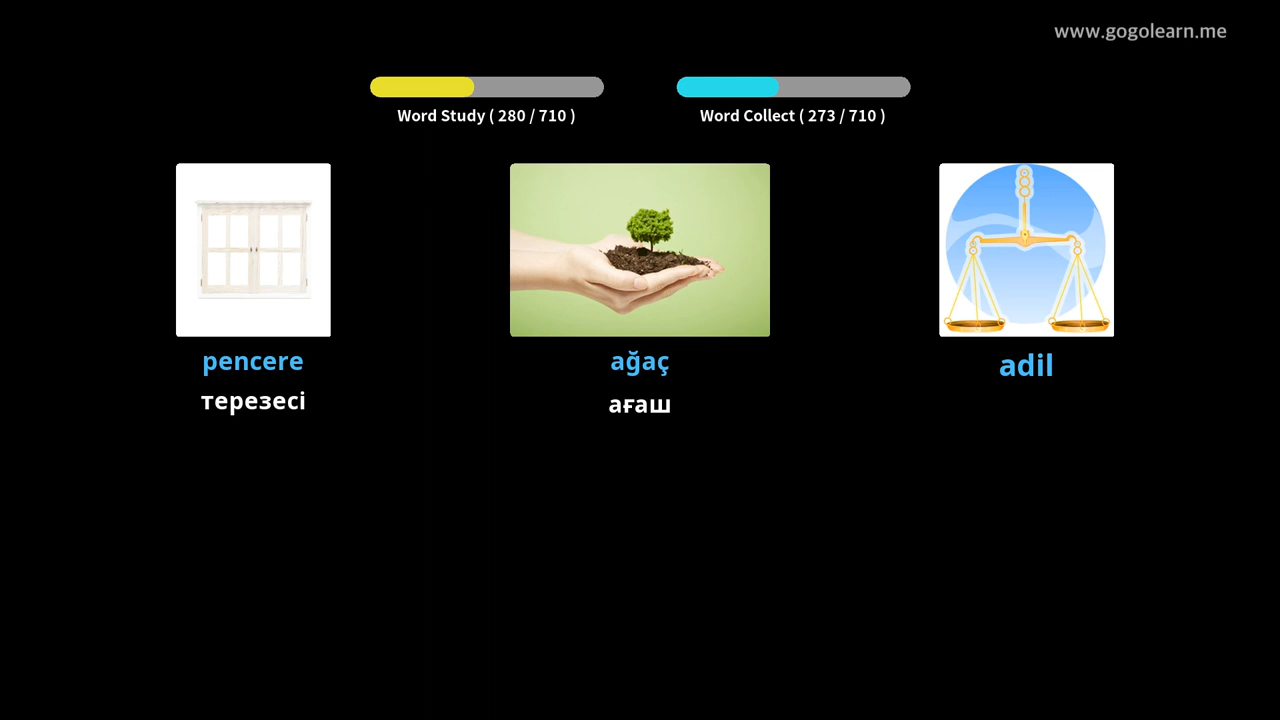 www.gogolearn.me
Word Study ( 280 / 710 )
Word Collect ( 273 / 710 )
pencere
терезесі
ağaç
ағаш
adil